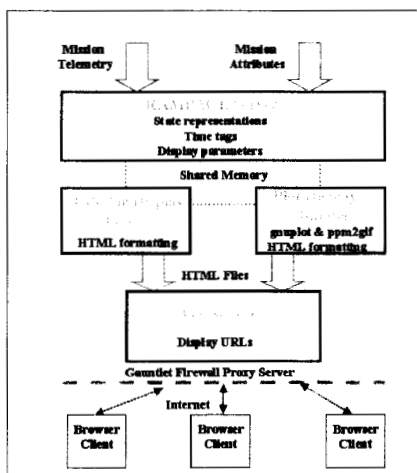 Mission
Telemetry
Mission
Attributes
State representations
Time tags
Display parameters
Shared Memory
HTML formatting
gnuplot & ppm2gif
HTML formatting
HTML Files
Display URLs
Gauntlet Firewall Proxy Server
Internet
Browser
Client
Browser
Client
Browser
Client